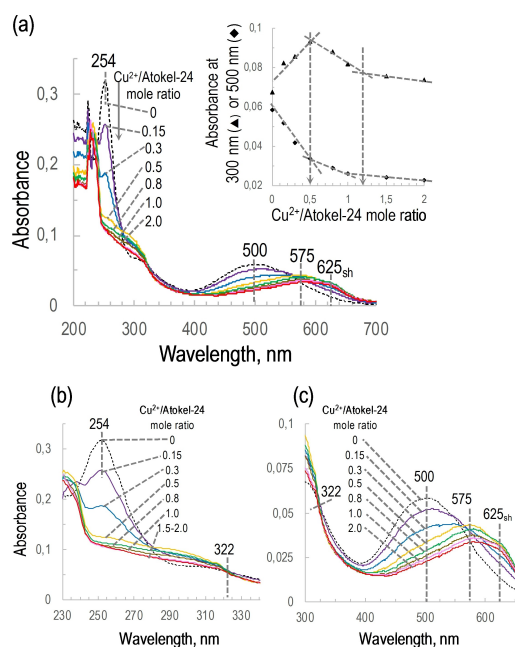 (a)
254
Cu²⁺/Atokel-24
mole ratio
0
0.15
0.3
0.5
0.8
1.0
2.0
0,3
0,2
0,1
0
Absorbance
500
575
625sh
200 300 400 500 600 700
Wavelength, nm
0,1
0,08
0,06
0,04
0,02
Absorbance at
300 nm (▲) or 500 nm (◆)
0 0,5 1 1,5 2
Cu²⁺/Atokel-24 mole ratio
(b)
Cu²⁺/Atokel-24
mole ratio
254
0
0.15
0.3
0.5
0.8
1.0
1.5-2.0
322
0,3
0,2
0,1
0
Absorbance
230 250 270 290 310 330
Wavelength, nm
(c)
Cu²⁺/Atokel-24
mole ratio
0
0.15
0.3
0.5
0.8
1.0
2.0
322
500
575
625sh
0,1
0,075
0,05
0,025
0
300 400 500 600
Wavelength, nm